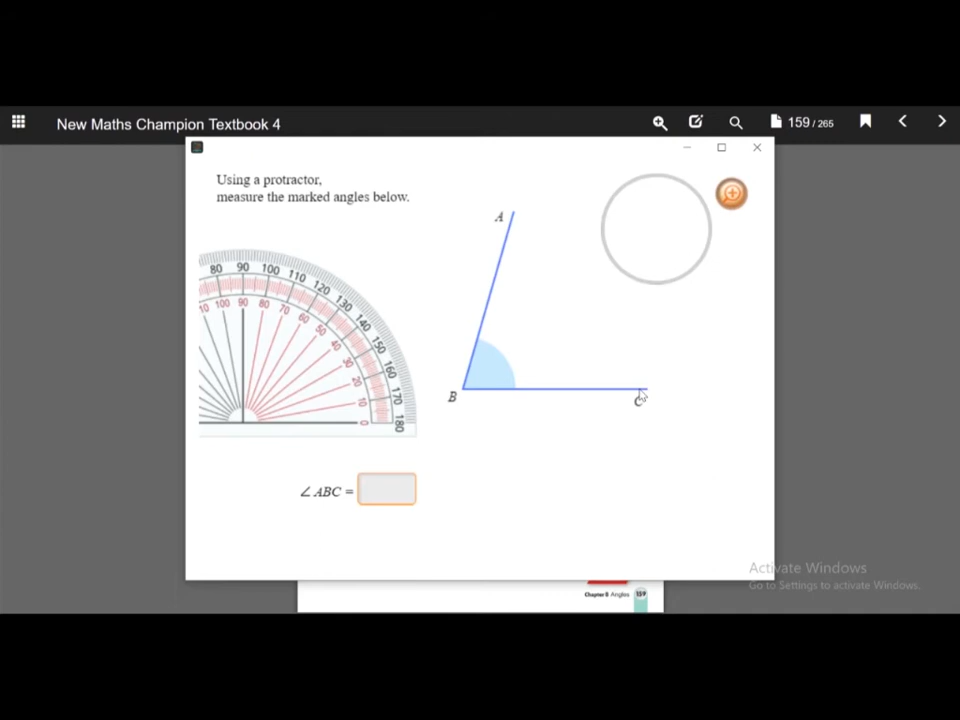 New Maths Champion Textbook 4
159 / 265
Using a protractor,
measure the marked angles below.
A
B
C
80 90 100 110 120 130 140 150 160 170 180
10 100 90 80 70 60 50 40 30 20 10 0
∠ ABC =
Activate Windows
Go to Settings to activate Windows.
Chapter 8 Angles 159